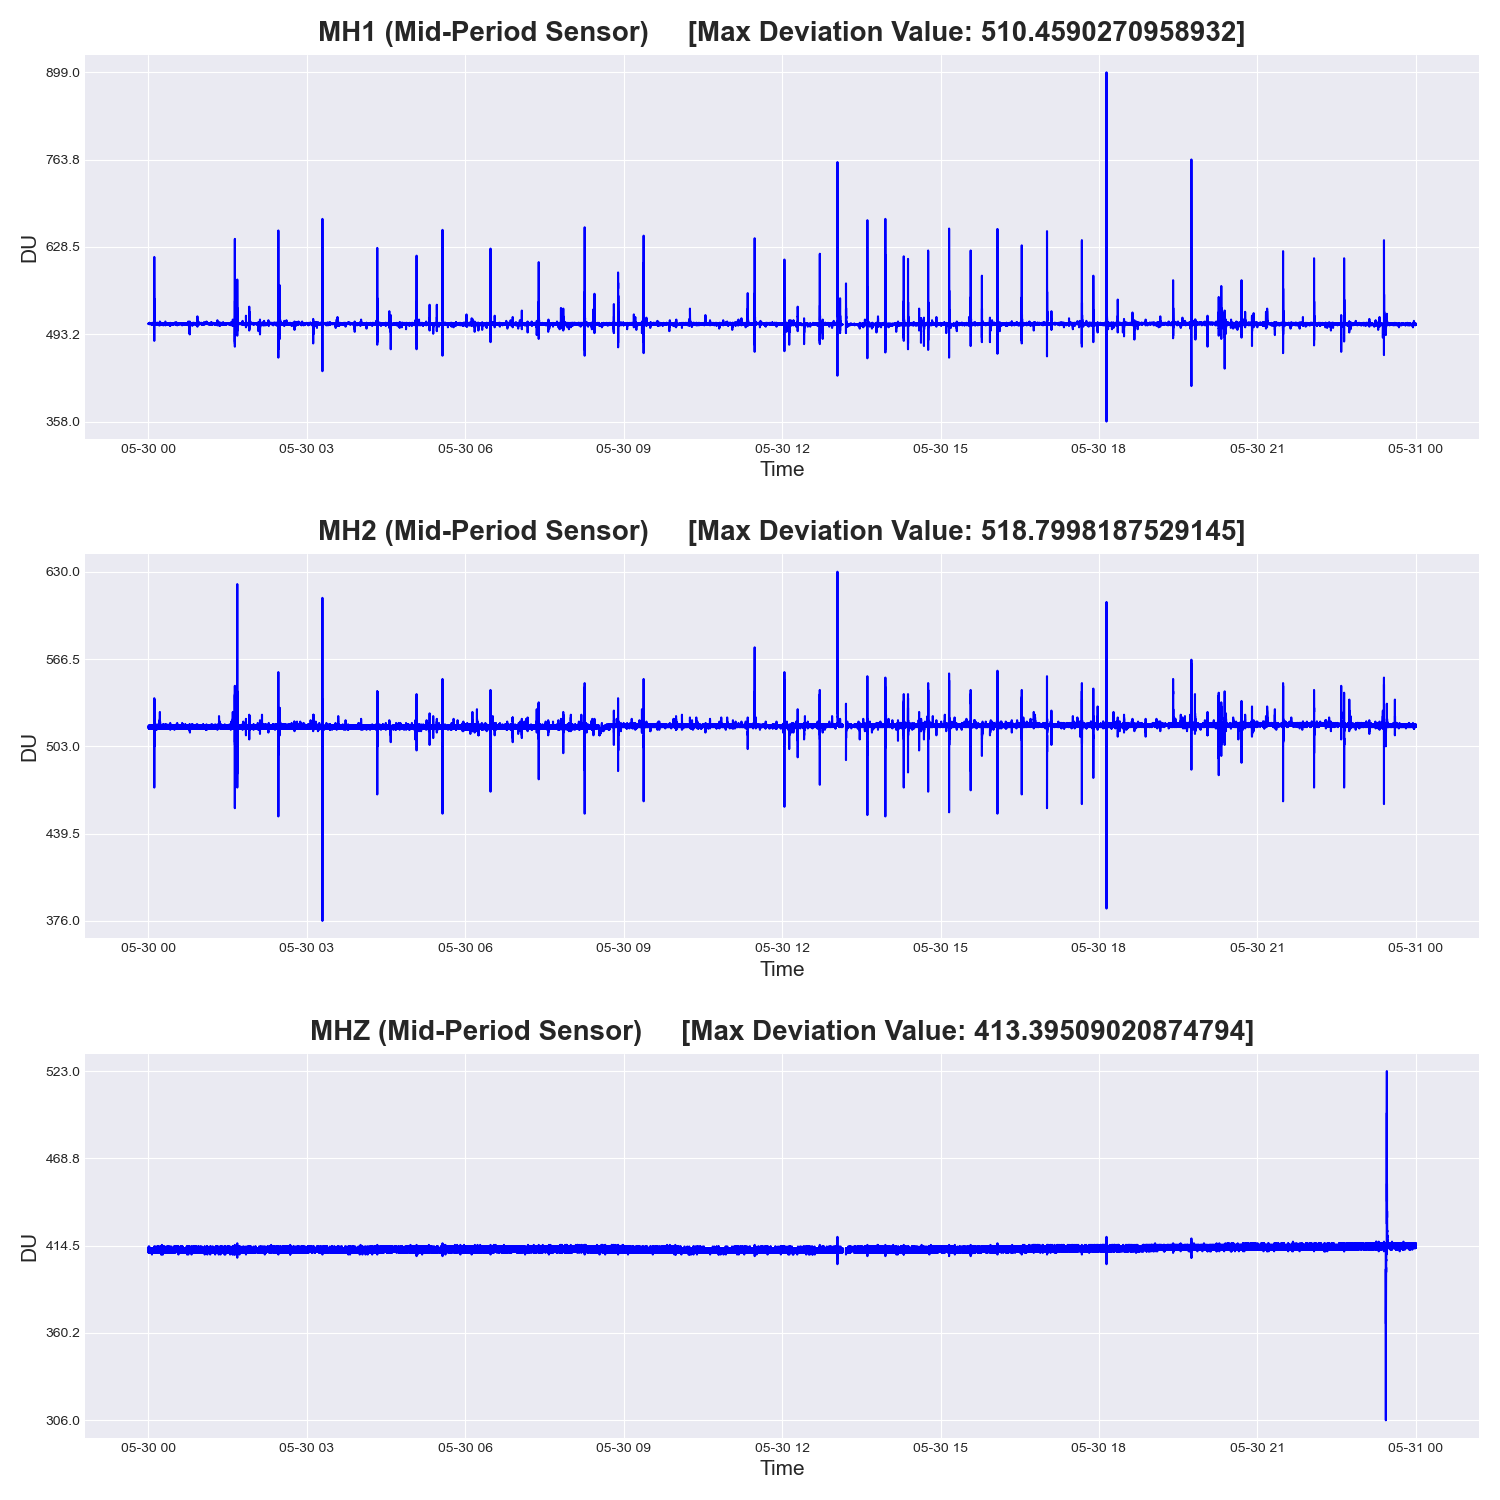 MH1 (Mid-Period Sensor) [Max Deviation Value: 510.4590270958932]
899.0
763.8
628.5
493.2
358.0
DU
05-30 00 05-30 03 05-30 06 05-30 09 05-30 12 05-30 15 05-30 18 05-30 21 05-31 00
Time
MH2 (Mid-Period Sensor) [Max Deviation Value: 518.7998187529145]
630.0
566.5
503.0
439.5
376.0
DU
05-30 00 05-30 03 05-30 06 05-30 09 05-30 12 05-30 15 05-30 18 05-30 21 05-31 00
Time
MHZ (Mid-Period Sensor) [Max Deviation Value: 413.39509020874794]
523.0
468.8
414.5
360.2
306.0
DU
05-30 00 05-30 03 05-30 06 05-30 09 05-30 12 05-30 15 05-30 18 05-30 21 05-31 00
Time